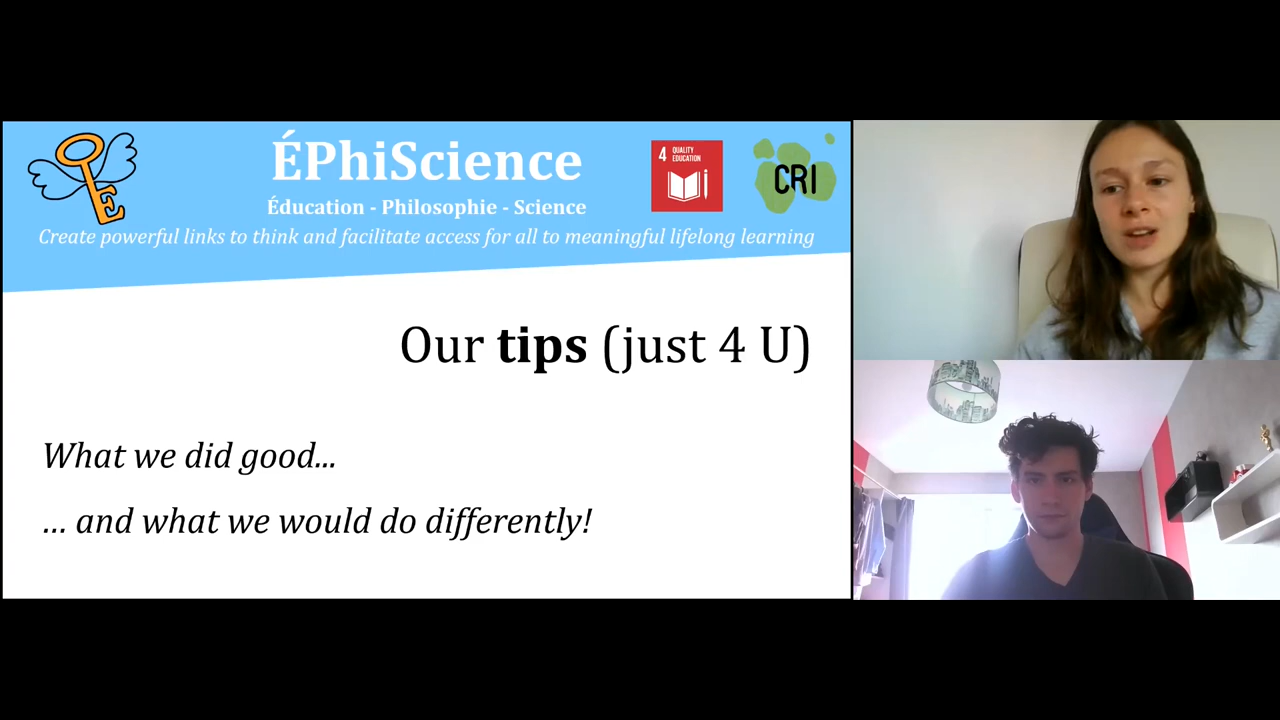 ÉPhiScience
Éducation - Philosophie - Science
Create powerful links to think and facilitate access for all to meaningful lifelong learning
E
4 QUALITY
EDUCATION
CRI
Our tips (just 4 U)
What we did good...
... and what we would do differently!